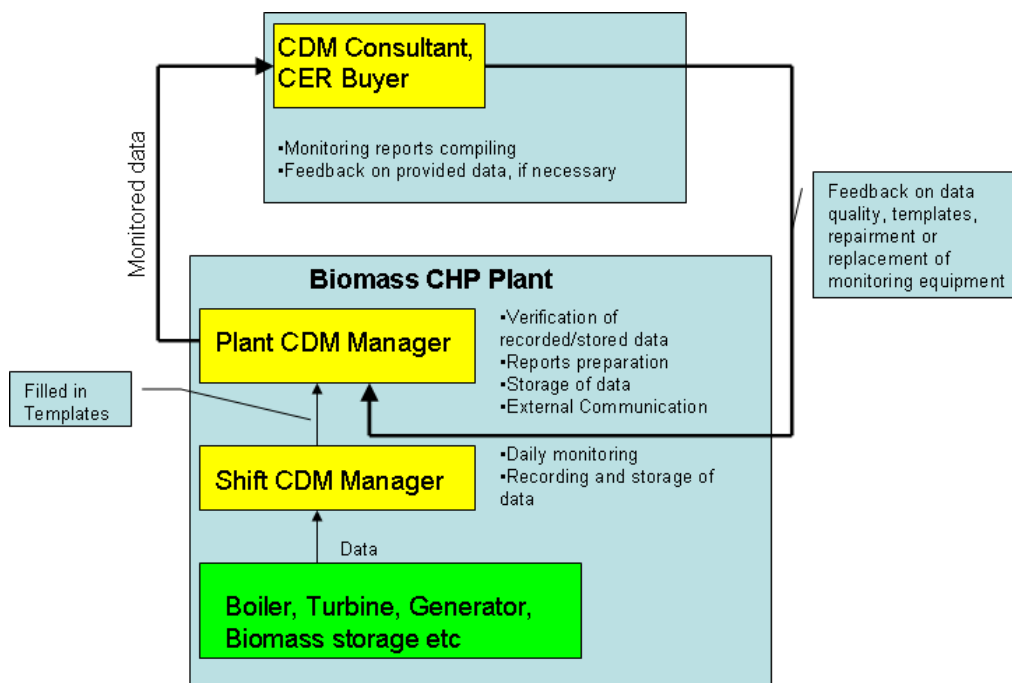 CDM Consultant,
CER Buyer
▪Monitoring reports compiling
▪Feedback on provided data, if necessary
Monitored data
Feedback on data
quality, templates,
repairment or
replacement of
monitoring equipment
Biomass CHP Plant
Plant CDM Manager
▪Verification of
recorded/stored data
▪Reports preparation
▪Storage of data
▪External Communication
Filled in
Templates
Shift CDM Manager
▪Daily monitoring
▪Recording and storage of
data
Data
Boiler, Turbine, Generator,
Biomass storage etc